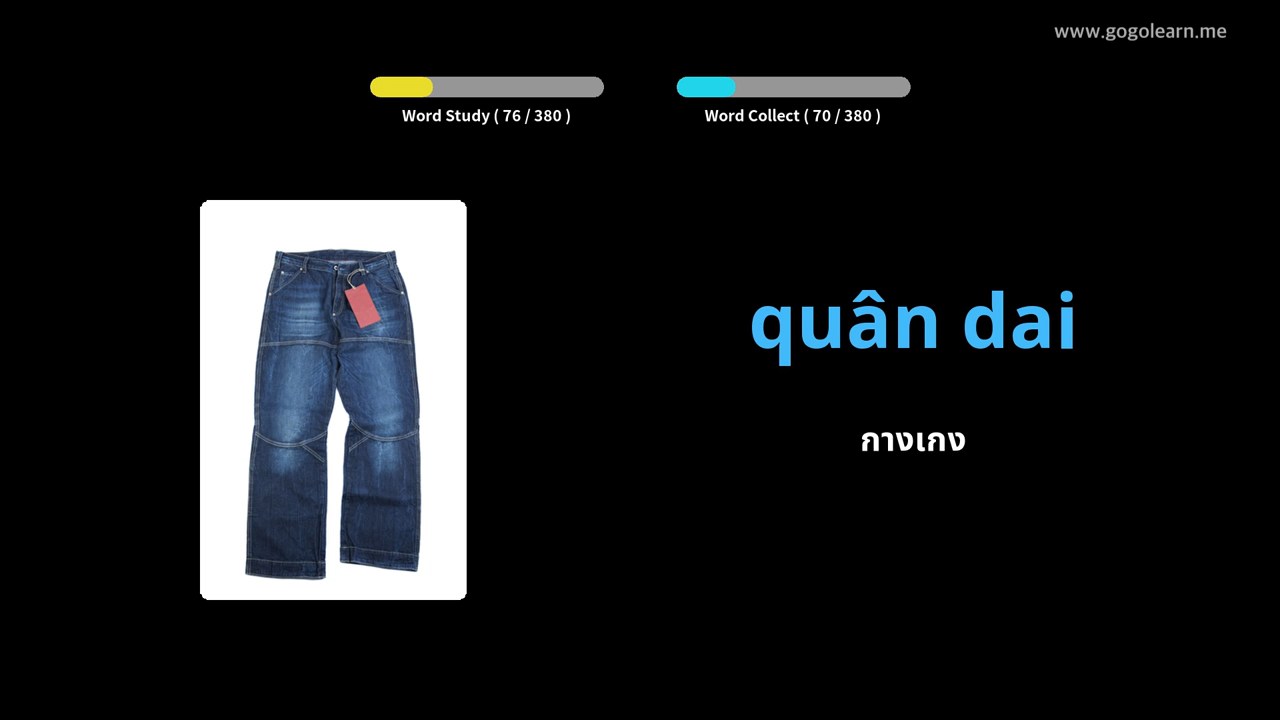 www.gogolearn.me
Word Study ( 76 / 380 )
Word Collect ( 70 / 380 )
quân dai
กางเกง